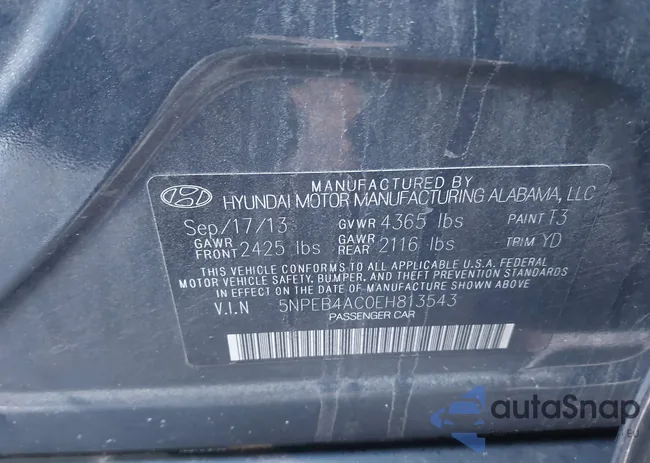 MANUFACTURED BY
HYUNDAI MOTOR MANUFACTURING ALABAMA, LLC
Sep/17/13 GVWR 4365 lbs PAINT T3
GAWR FRONT 2425 lbs GAWR REAR 2116 lbs TRIM YD
THIS VEHICLE CONFORMS TO ALL APPLICABLE U.S.A. FEDERAL
MOTOR VEHICLE SAFETY, BUMPER, AND THEFT PREVENTION STANDARDS
IN EFFECT ON THE DATE OF MANUFACTURE SHOWN ABOVE.
V.I.N 5NPEB4AC0EH813543
PASSENGER CAR
autoSnap